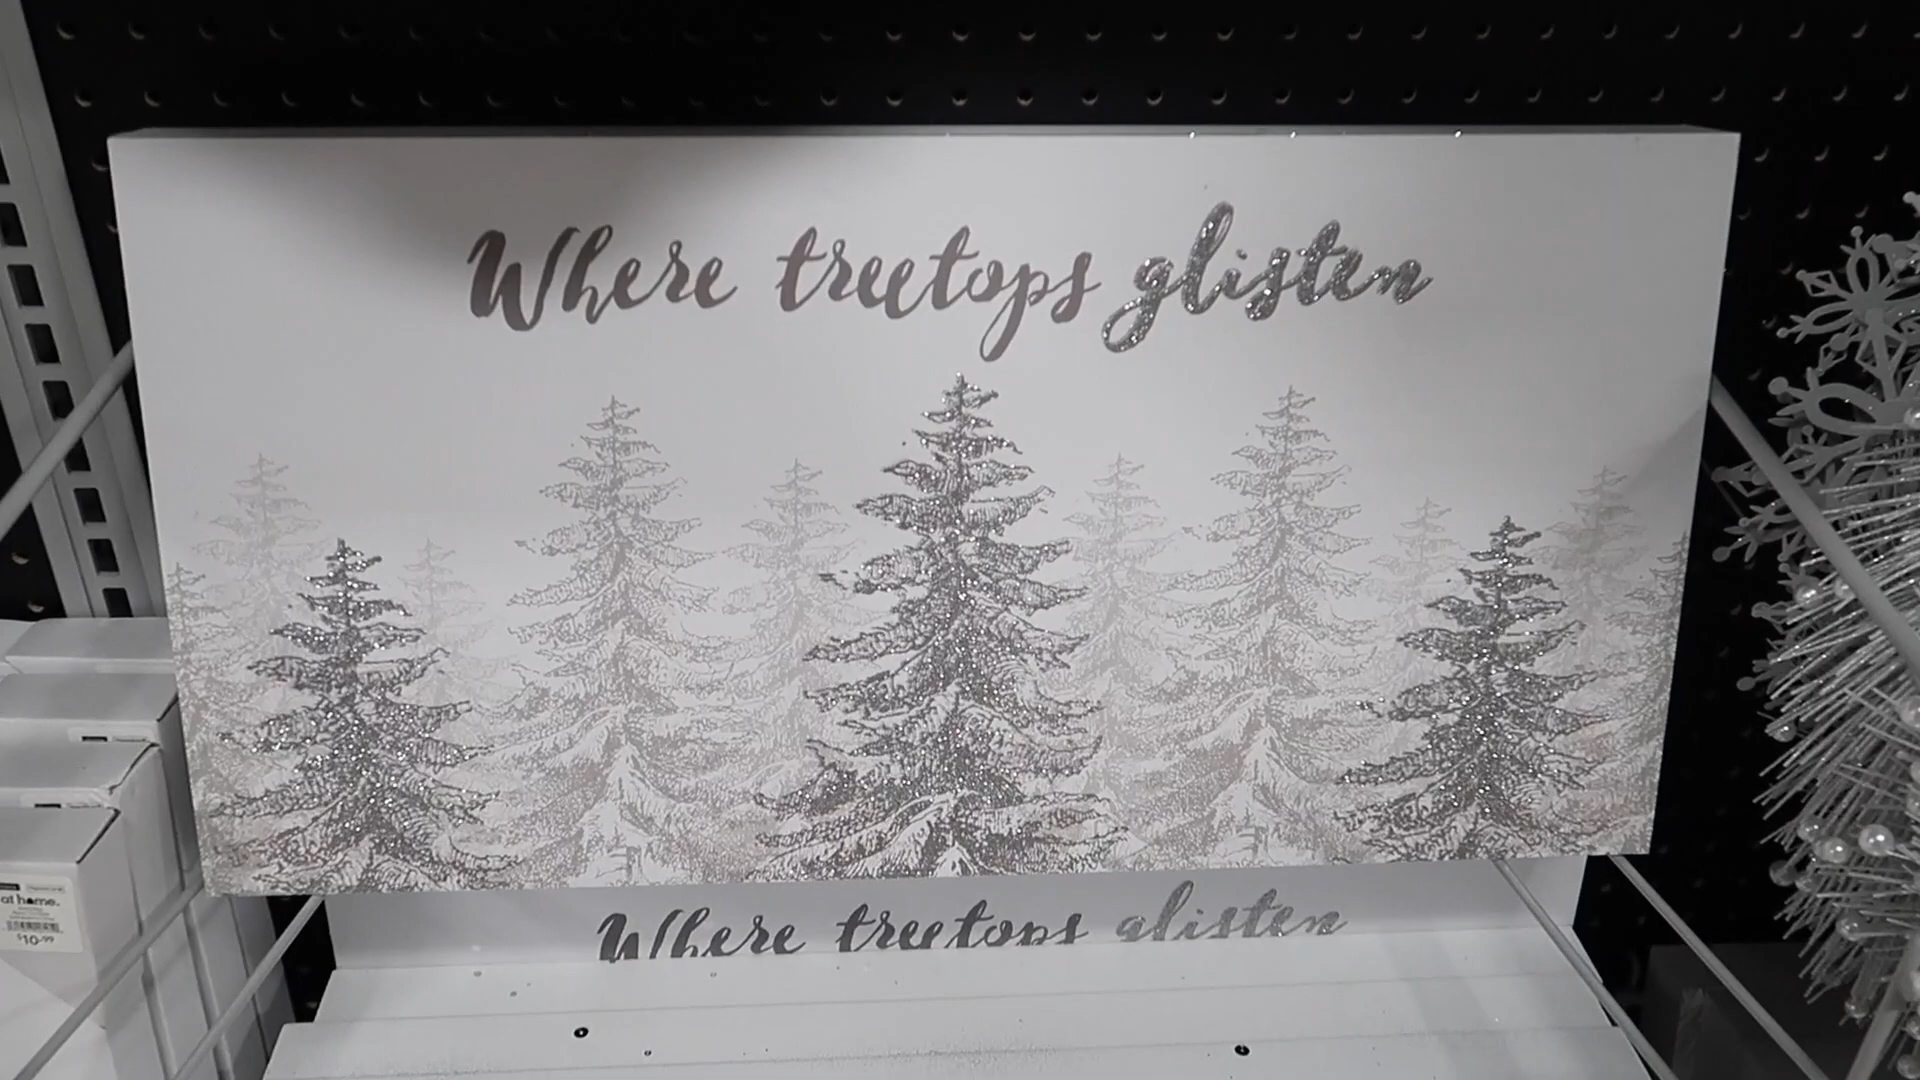 Where treetops glisten
Where treetops glisten
at home.
$10.99